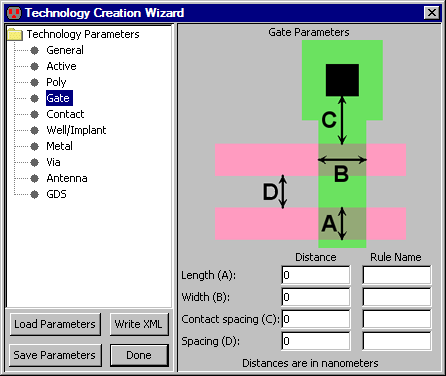 Technology Creation Wizard
Technology Parameters
General
Active
Poly
Gate
Contact
Well/Implant
Metal
Via
Antenna
GDS
Load Parameters
Write XML
Save Parameters
Done
Gate Parameters
C
B
D
A
Distance Rule Name
Length (A): 0
Width (B): 0
Contact spacing (C): 0
Spacing (D): 0
Distances are in nanometers